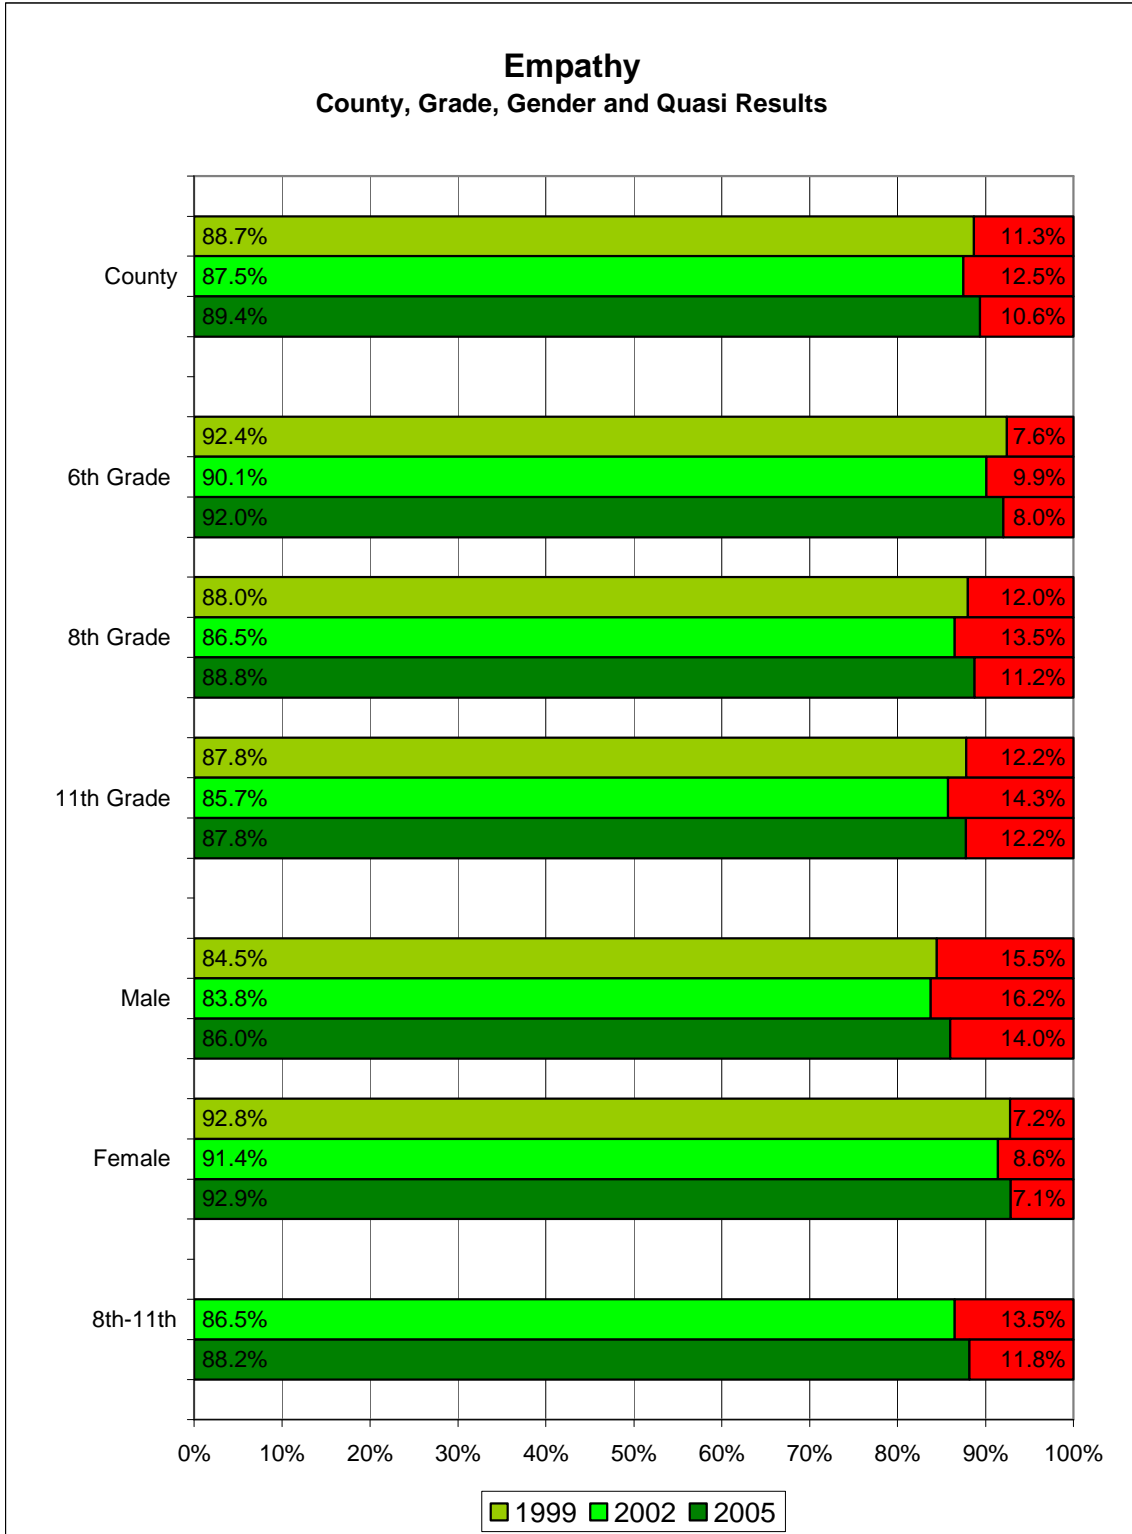 Empathy
County, Grade, Gender and Quasi Results
88.7% 11.3%
County 87.5% 12.5%
89.4% 10.6%
92.4% 7.6%
6th Grade 90.1% 9.9%
92.0% 8.0%
88.0% 12.0%
8th Grade 86.5% 13.5%
88.8% 11.2%
87.8% 12.2%
11th Grade 85.7% 14.3%
87.8% 12.2%
84.5% 15.5%
Male 83.8% 16.2%
86.0% 14.0%
92.8% 7.2%
Female 91.4% 8.6%
92.9% 7.1%
8th-11th 86.5% 13.5%
88.2% 11.8%
0% 10% 20% 30% 40% 50% 60% 70% 80% 90% 100%
1999 2002 2005